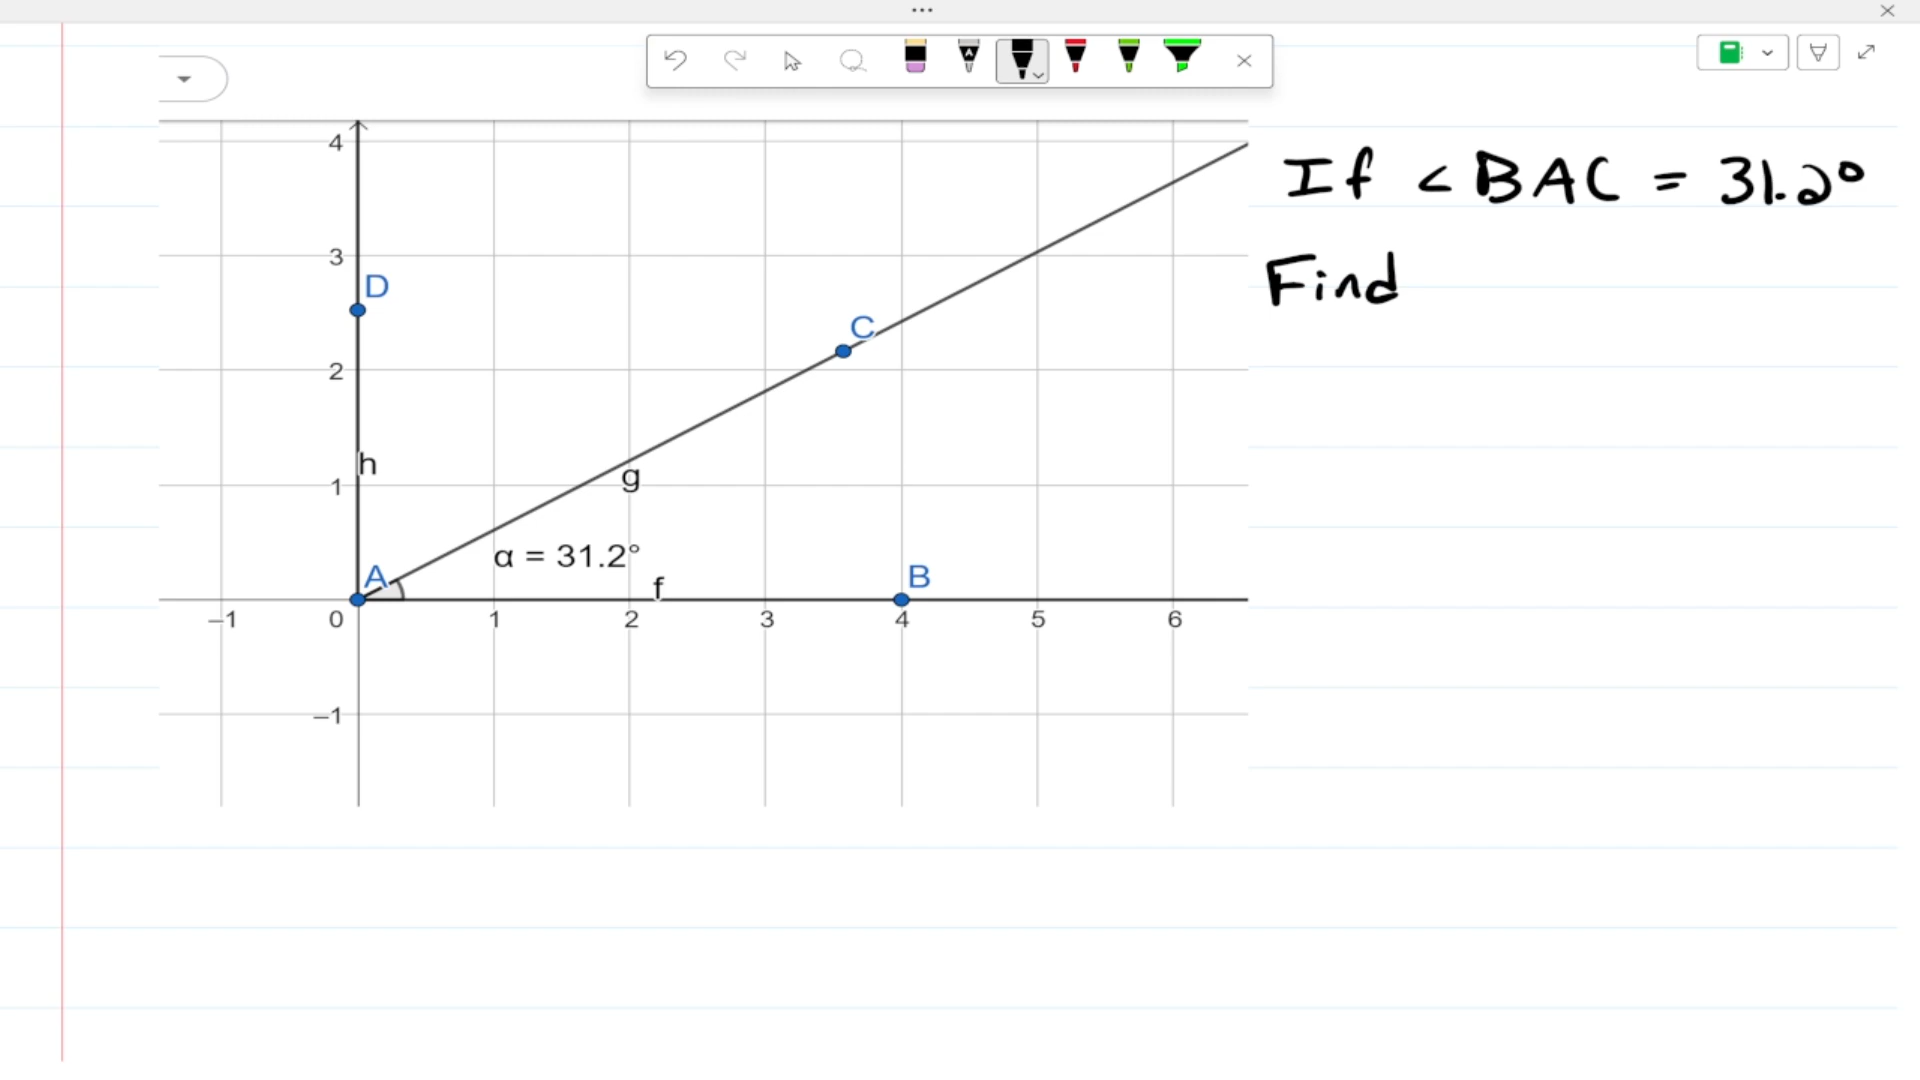 4
If < BAC = 31.2°
3
Find
D
C
2
h
1
g
α = 31.2°
A
f
B
–1 0 1 2 3 4 5 6
–1